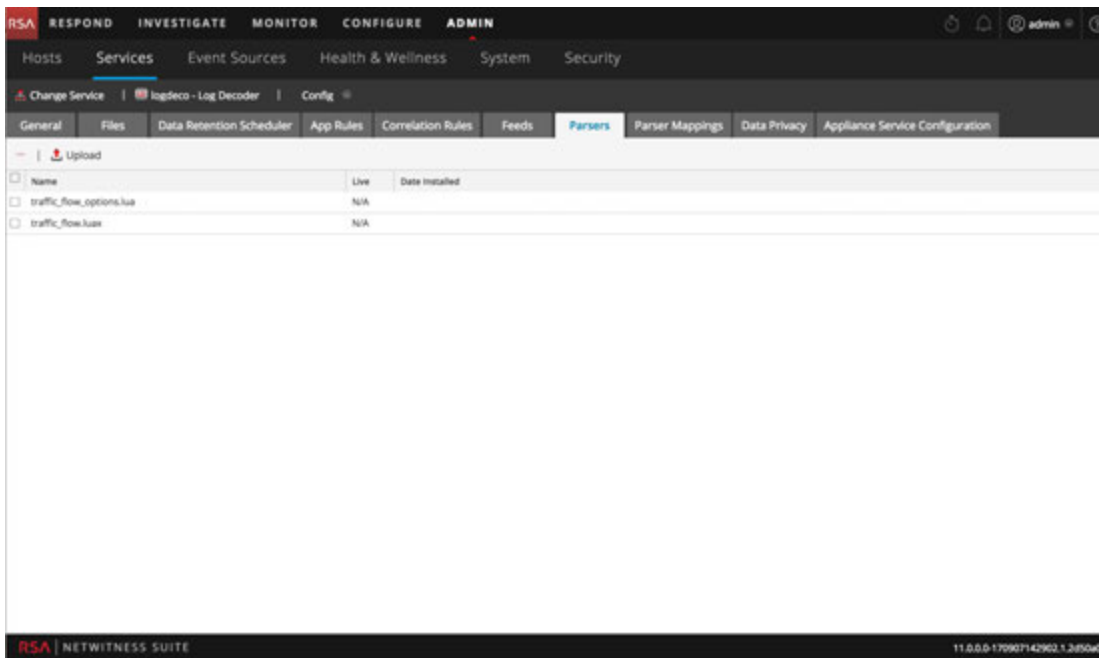 RSA RESPOND INVESTIGATE MONITOR CONFIGURE ADMIN admin
Hosts Services Event Sources Health & Wellness System Security
Change Service | logdeco - Log Decoder | Config
General Files Data Retention Scheduler App Rules Correlation Rules Feeds Parsers Parser Mappings Data Privacy Appliance Service Configuration
− | Upload
Name Live Date Installed
traffic_flow_options.lua N/A
traffic_flow.luax N/A
RSA | NETWITNESS SUITE 11.0.0.0-170907142902.1.2d50a